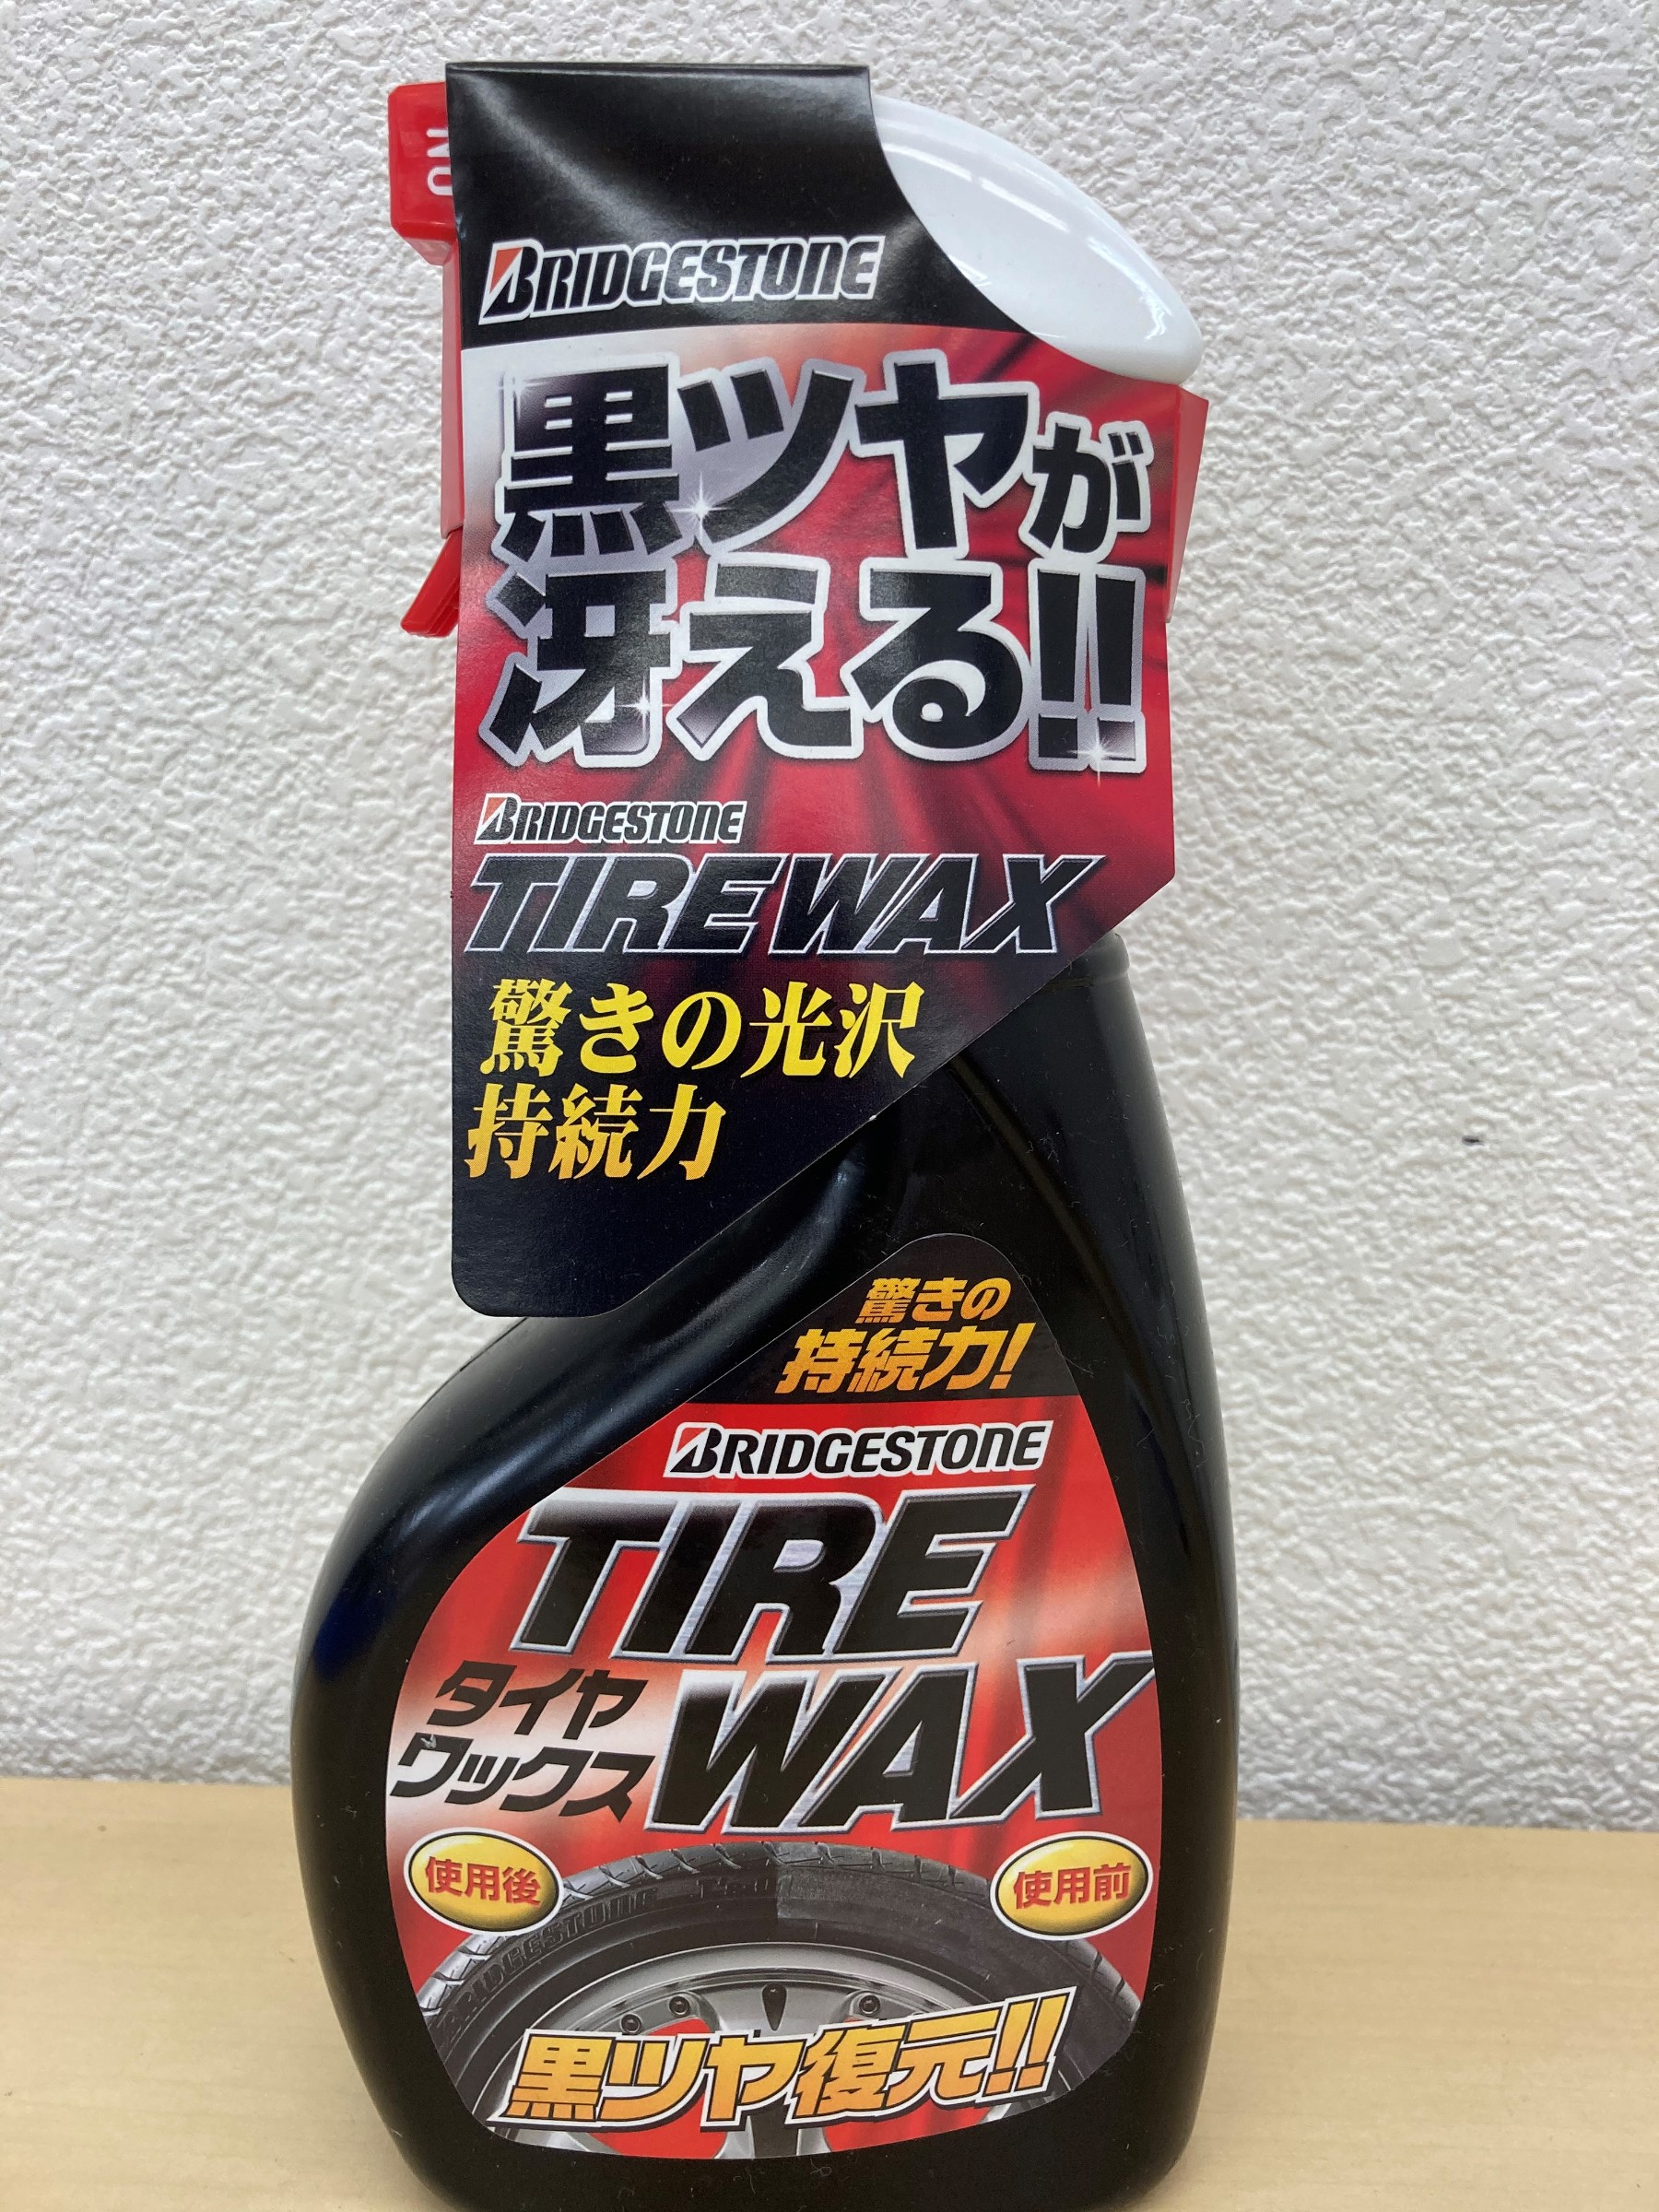 NO
BRIDGESTONE
黒ツヤが
冴える!!
BRIDGESTONE
TIRE WAX
驚きの光沢
持続力
驚きの
持続力!
BRIDGESTONE
TIRE
タイヤ
ワックス
WAX
使用後
使用前
BRIDGESTONE
黒ツヤ復元!!